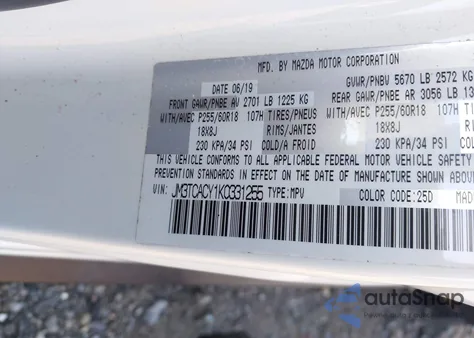 MFD. BY MAZDA MOTOR CORPORATION
DATE 06/19 GVWR/PNBV 5670 LB 2572 KG
FRONT GAWR/PNBE AV 2701 LB 1225 KG REAR GAWR/PNBE AR 3056 LB 13
WITH/AVEC P255/60R18 107H TIRES/PNEUS WITH/AVEC P255/60R18 107H
18X8J RIMS/JANTES 18X8J
230 KPA/34 PSI COLD/A FROID 230 KPA/34 PSI
THIS VEHICLE CONFORMS TO ALL APPLICABLE FEDERAL MOTOR VEHICLE SAFETY
PREVENTION STANDARDS IN EFFECT ON THE DATE OF MANUFACTURE SHOWN
VIN: JM3TCACY1K0331255 TYPE:MPV COLOR CODE:25D MAD
autoSnap